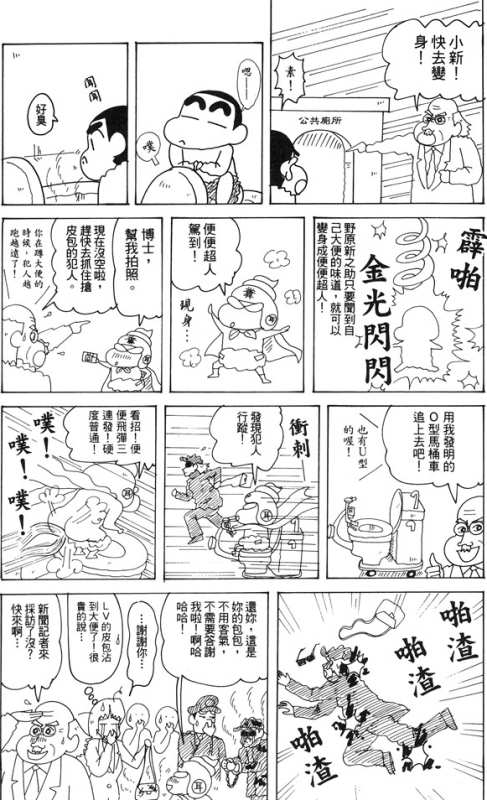 小新！
快去變
身！
素！
公共廁所
嗯——
噗
聞
聞
好臭
霹啪
金光閃閃
野原新之助只要聞到自
己大便的味道，就可以
變身成便便超人！
便便超人
駕到！
現身…
博士，
幫我拍照。
現在沒空啦，
趕快去抓住搶
皮包的犯人。
你在蹲大便的
時候，犯人越
跑越遠了！
用我發明的
O型馬桶車
追上去吧！
也有U型
的喔！
衝刺
發現犯人
行蹤！
看招！便
便飛彈三
連發！硬
度普通！
噗！
噗！
噗！
啪渣
啪渣
啪渣
還妳，這是
妳的包包，
不用客氣，
不需要答謝
我啦！啊哈
哈哈！
…謝謝你…
LV的皮包沾
到大便了！很
貴的說…
新聞記者來
採訪了沒？
快來啊…